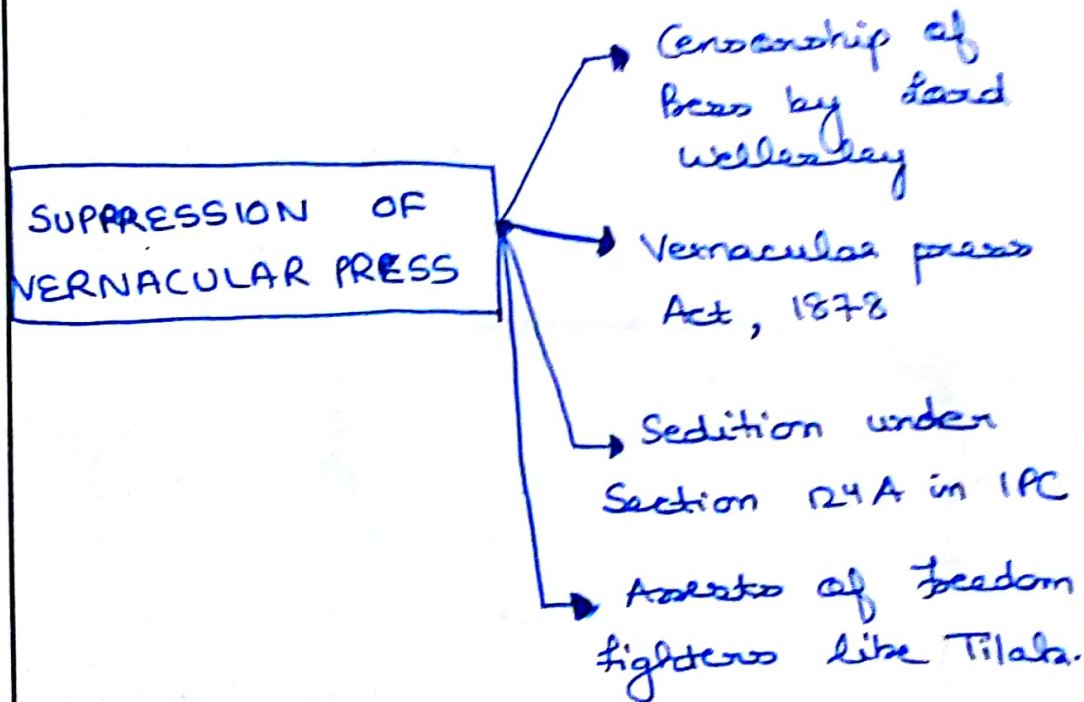 SUPPRESSION OF
VERNACULAR PRESS
Censorship of
Press by Lord
Wellesley
Vernacular press
Act, 1878
Sedition under
Section 124A in IPC
Arrests of freedom
fighters like Tilak.